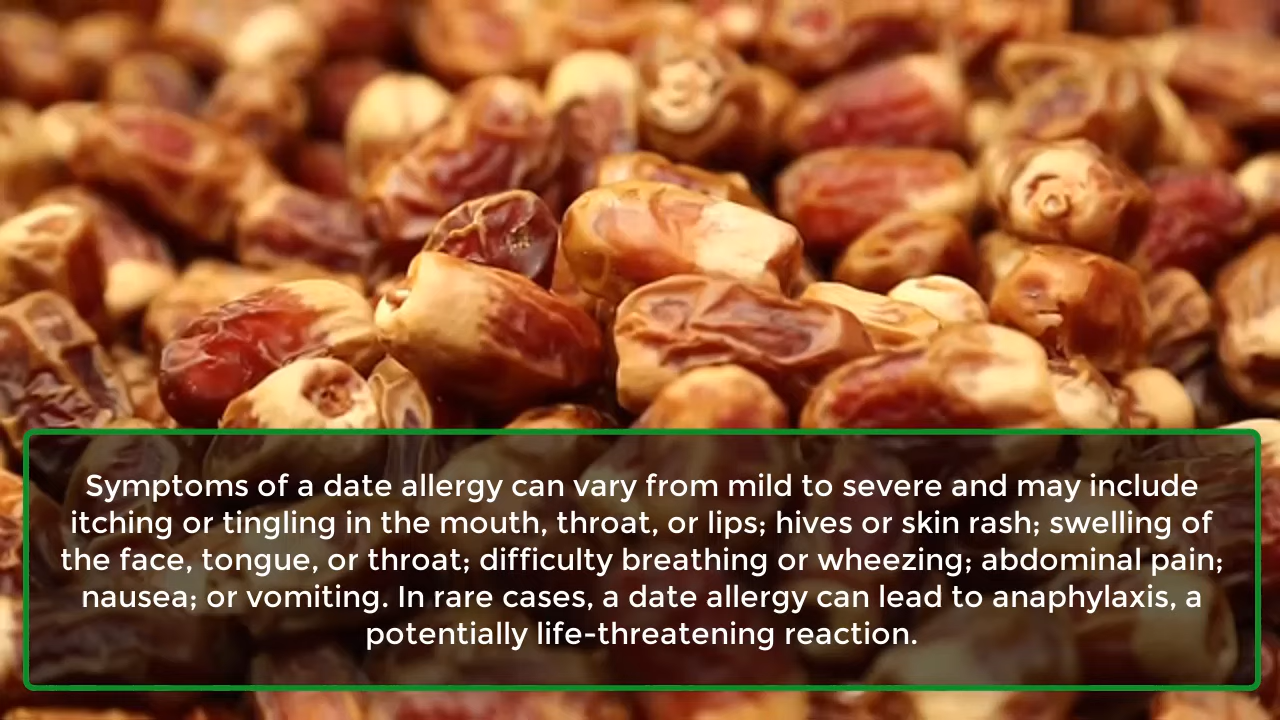 Symptoms of a date allergy can vary from mild to severe and may include
itching or tingling in the mouth, throat, or lips; hives or skin rash; swelling of
the face, tongue, or throat; difficulty breathing or wheezing; abdominal pain;
nausea; or vomiting. In rare cases, a date allergy can lead to anaphylaxis, a
potentially life-threatening reaction.